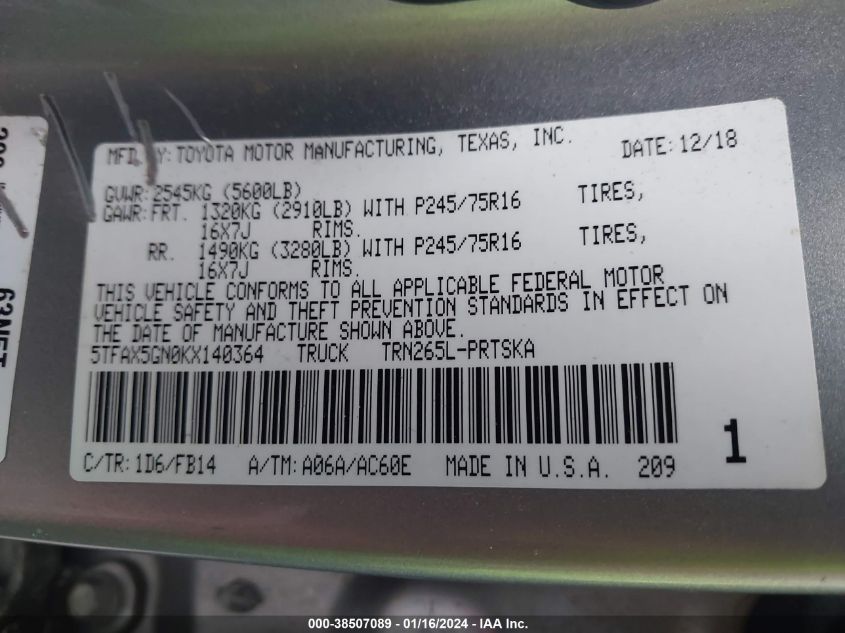 MFD. BY: TOYOTA MOTOR MANUFACTURING, TEXAS, INC. DATE: 12/18
GVWR: 2545KG (5600LB)
GAWR: FRT. 1320KG (2910LB) WITH P245/75R16 TIRES,
16X7J RIMS.
RR. 1490KG (3280LB) WITH P245/75R16 TIRES,
16X7J RIMS.
THIS VEHICLE CONFORMS TO ALL APPLICABLE FEDERAL MOTOR
VEHICLE SAFETY AND THEFT PREVENTION STANDARDS IN EFFECT ON
THE DATE OF MANUFACTURE SHOWN ABOVE.
5TFAX5GN0KX140364 TRUCK TRN265L-PRTSKA
1
C/TR: 1D6/FB14 A/TM: A06A/AC60E MADE IN U.S.A. 209
63NET
000-38507089 - 01/16/2024 - IAA Inc.